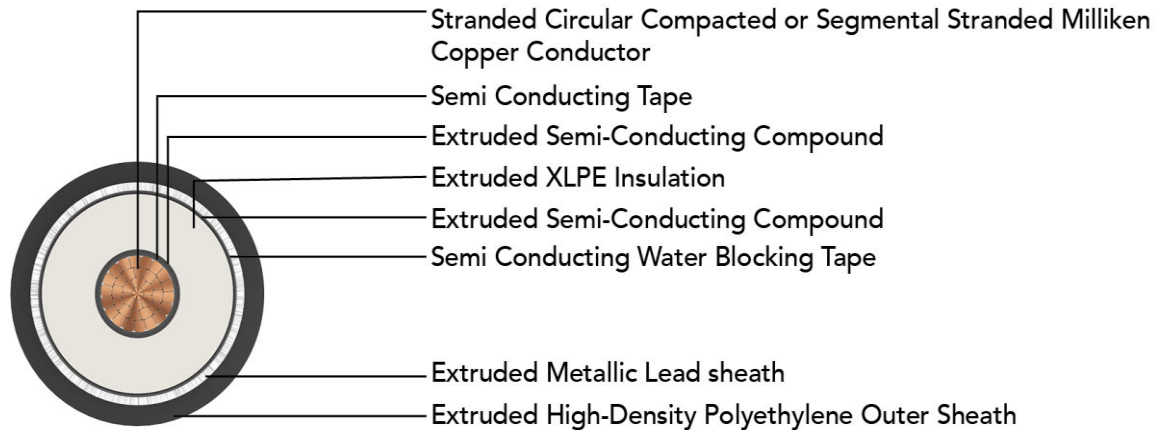 Stranded Circular Compacted or Segmental Stranded Milliken
Copper Conductor
Semi Conducting Tape
Extruded Semi-Conducting Compound
Extruded XLPE Insulation
Extruded Semi-Conducting Compound
Semi Conducting Water Blocking Tape
Extruded Metallic Lead sheath
Extruded High-Density Polyethylene Outer Sheath